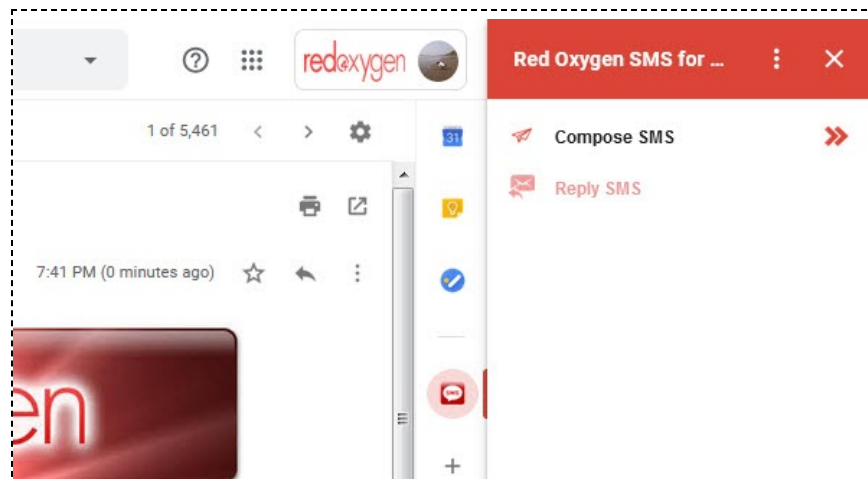 redoxygen
Red Oxygen SMS for ...
1 of 5,461
31
Compose SMS
Reply SMS
7:41 PM (0 minutes ago)
SMS
en